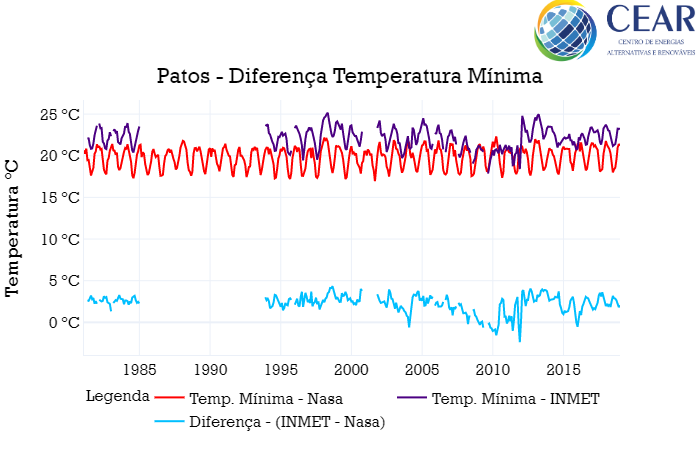 CEAR
CENTRO DE ENERGIAS
ALTERNATIVAS E RENOVÁVEIS
Patos - Diferença Temperatura Mínima
Temperatura °C
25 °C
20 °C
15 °C
10 °C
5 °C
0 °C
1985 1990 1995 2000 2005 2010 2015
Legenda Temp. Mínima - Nasa Temp. Mínima - INMET
Diferença - (INMET - Nasa)